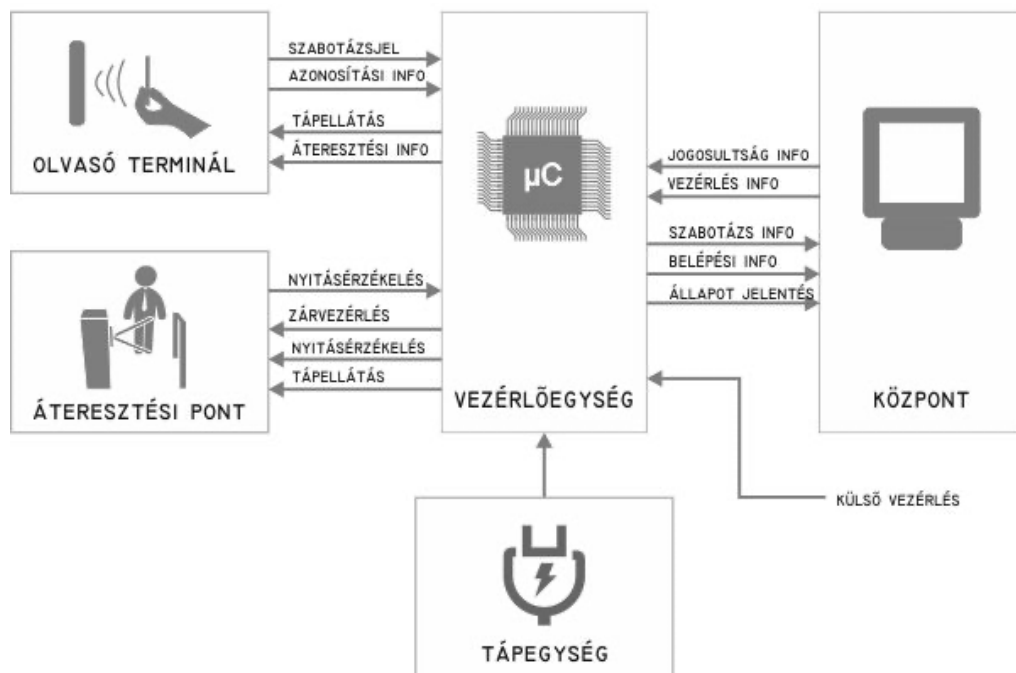 SZABOTÁZSJEL
AZONOSÍTÁSI INFO
TÁPELLÁTÁS
ÁTERESZTÉSI INFO
OLVASÓ TERMINÁL
NYITÁSÉRZÉKELÉS
ZÁRVEZÉRLÉS
NYITÁSÉRZÉKELÉS
TÁPELLÁTÁS
ÁTERESZTÉSI PONT
µC
VEZÉRLÕEGYSÉG
JOGOSULTSÁG INFO
VEZÉRLÉS INFO
SZABOTÁZS INFO
BELÉPÉSI INFO
ÁLLAPOT JELENTÉS
KÖZPONT
KÜLSŐ VEZÉRLÉS
TÁPEGYSÉG